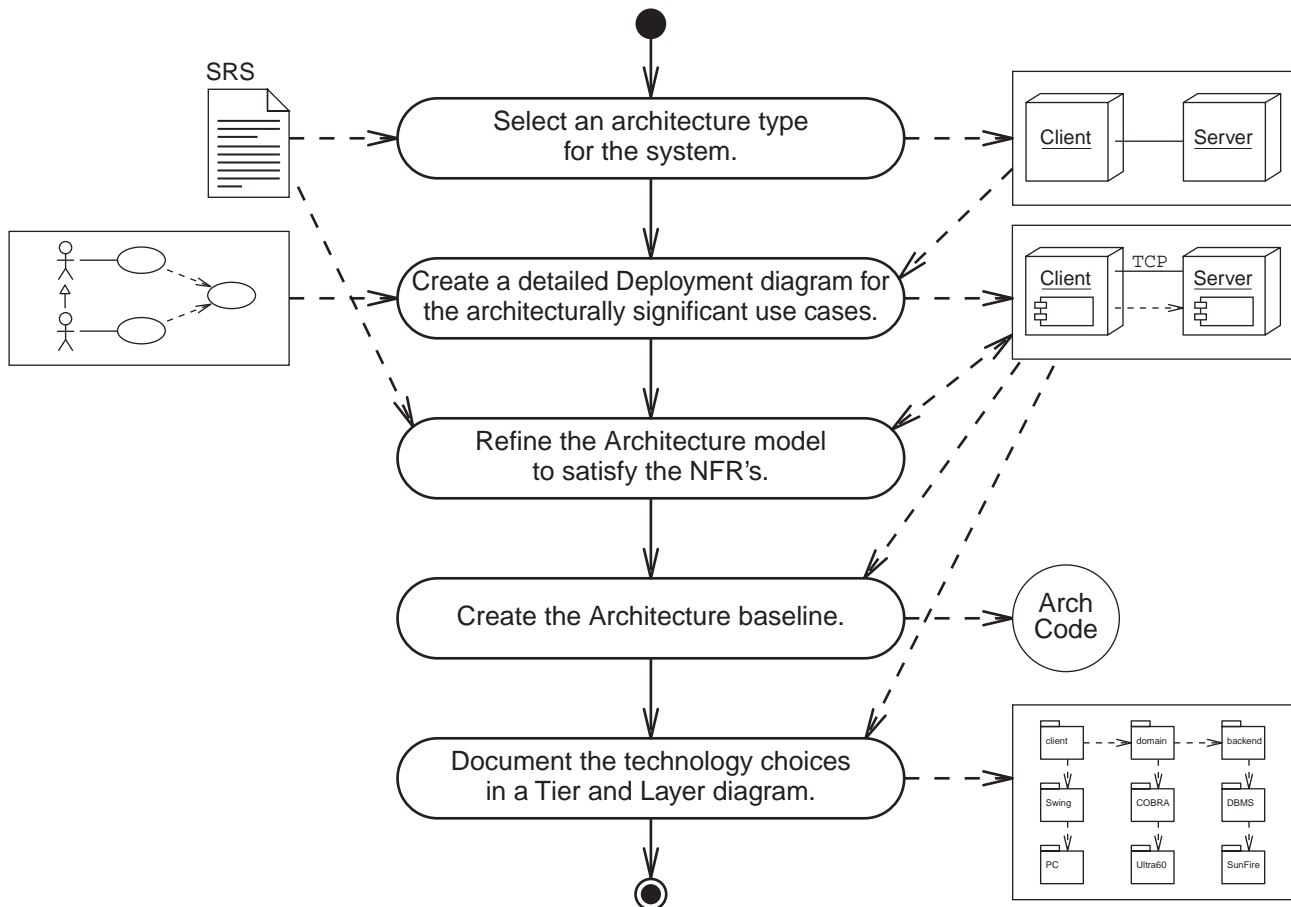 SRS
Select an architecture type
for the system.
Client
Server
Create a detailed Deployment diagram for
the architecturally significant use cases.
TCP
Client
Server
Refine the Architecture model
to satisfy the NFR’s.
Create the Architecture baseline.
Arch
Code
Document the technology choices
in a Tier and Layer diagram.
client
domain
backend
Swing
COBRA
DBMS
PC
Ultra60
SunFire